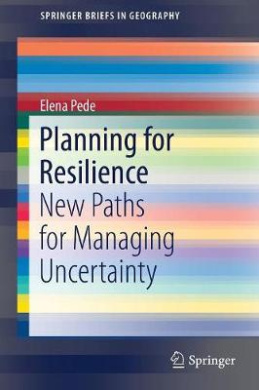 SPRINGER BRIEFS IN GEOGRAPHY
Elena Pede
Planning for
Resilience
New Paths
for Managing
Uncertainty
Springer